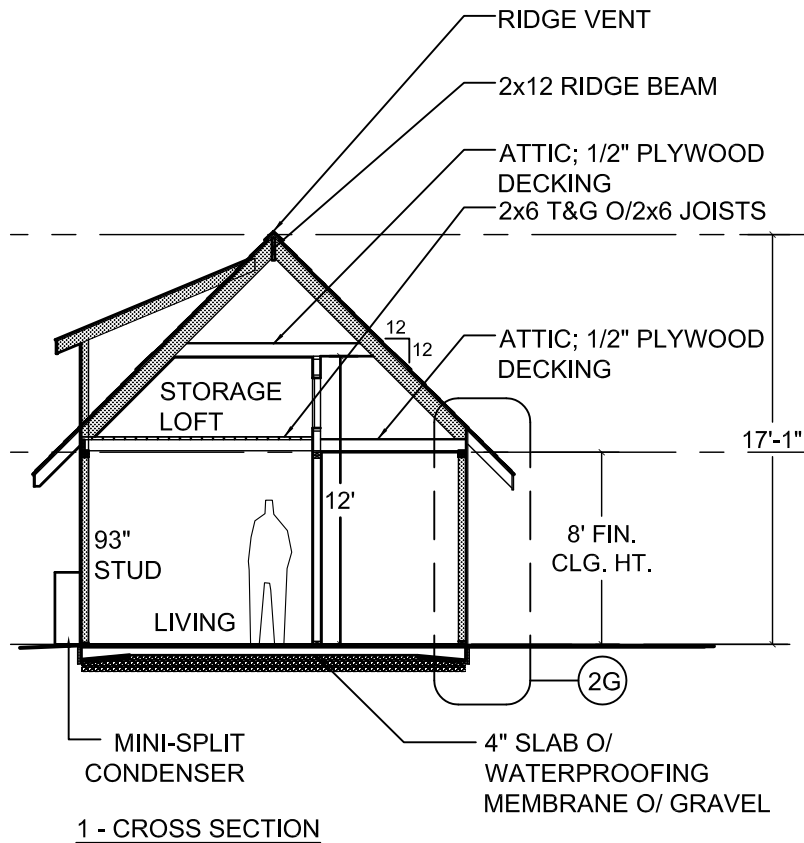 RIDGE VENT
2x12 RIDGE BEAM
ATTIC; 1/2" PLYWOOD
DECKING
2x6 T&G O/2x6 JOISTS
12
12
ATTIC; 1/2" PLYWOOD
DECKING
STORAGE
LOFT
17'-1"
12'
93"
STUD
8' FIN.
CLG. HT.
LIVING
2G
MINI-SPLIT
CONDENSER
4" SLAB O/
WATERPROOFING
MEMBRANE O/ GRAVEL
1 - CROSS SECTION